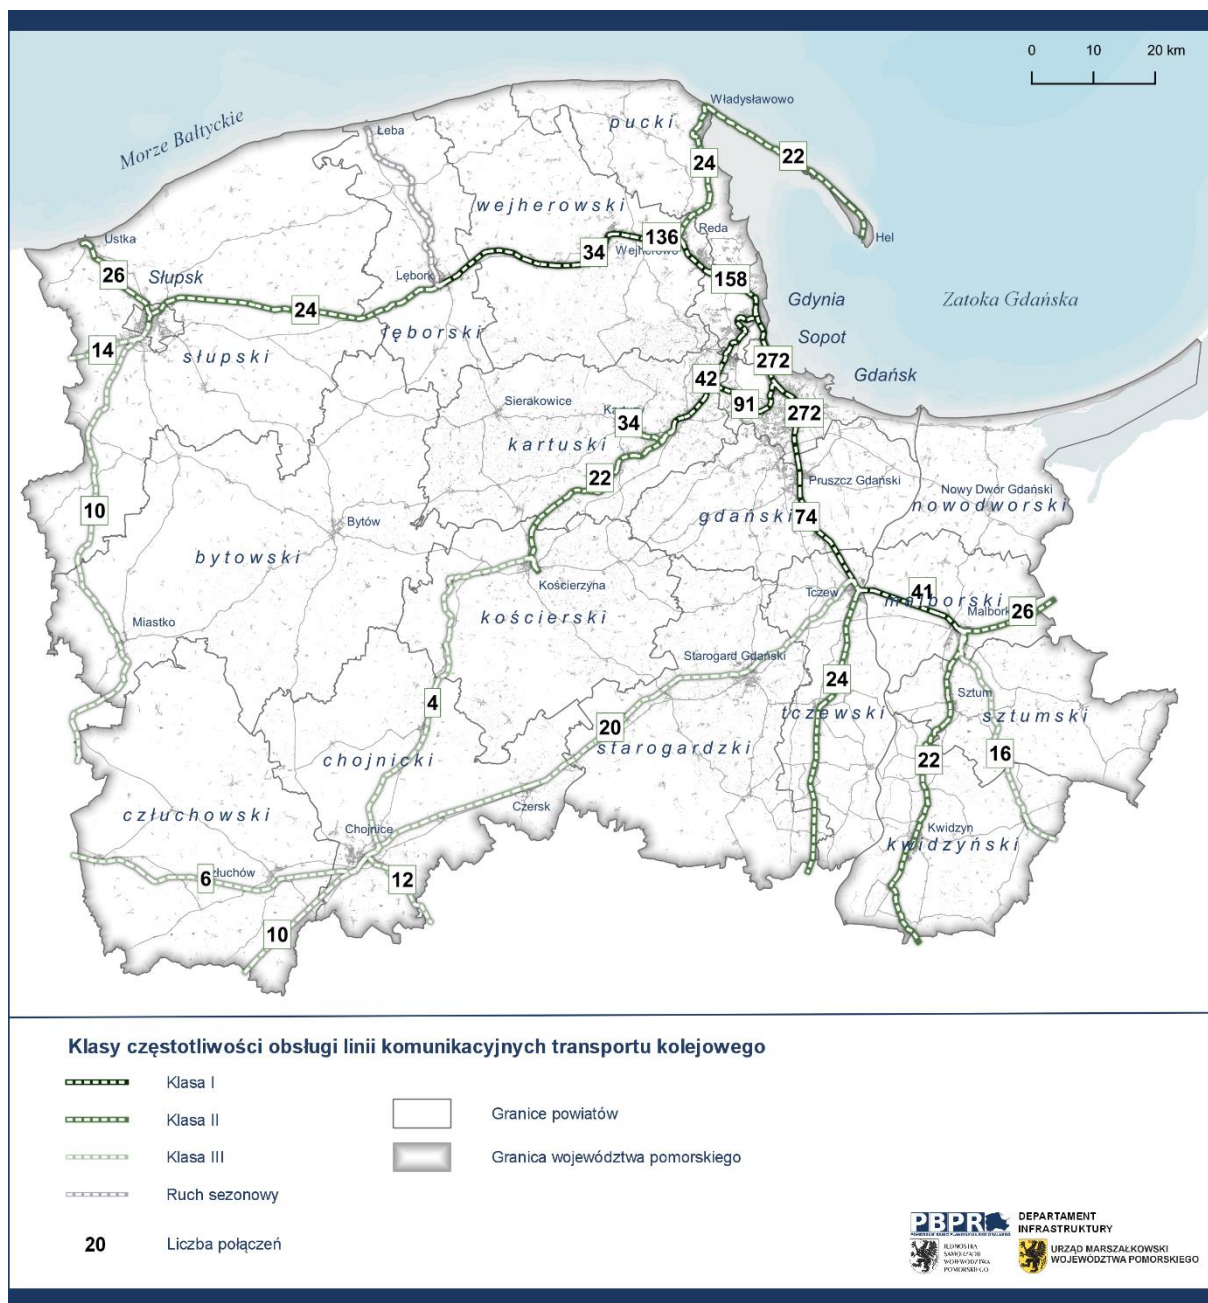 0 10 20 km
Władysławowo
Morze Bałtyckie
Łeba
pucki
22
24
wejherowski
Ustka
Reda
136
Hel
34
Wejherowo
26
Słupsk
Lębork
158
Gdynia
Zatoka Gdańska
24
lęborski
Sopot
14
słupski
272
Gdańsk
42
Sierakowice
91
272
34
kartuski
22
Pruszcz Gdański
Nowy Dwór Gdański
nowodworski
10
Bytów
gdański
74
bytowski
Kościerzyna
Tczew
41
malborski
Malbork
26
kościerski
Miastko
Starogard Gdański
24
Sztum
4
tczewski
sztumski
20
starogardzki
chojnicki
22
16
człuchowski
Czersk
Chojnice
Kwidzyn
kwidzyński
6
12
10
Klasy częstotliwości obsługi linii komunikacyjnych transportu kolejowego
Klasa I
Klasa II
Klasa III
Ruch sezonowy
20 Liczba połączeń
Granice powiatów
Granica województwa pomorskiego
PBPR
DEPARTAMENT
INFRASTRUKTURY
JEDNOSTKA
SAMORZĄDU
WOJEWÓDZTWA
POMORSKIEGO
URZĄD MARSZAŁKOWSKI
WOJEWÓDZTWA POMORSKIEGO